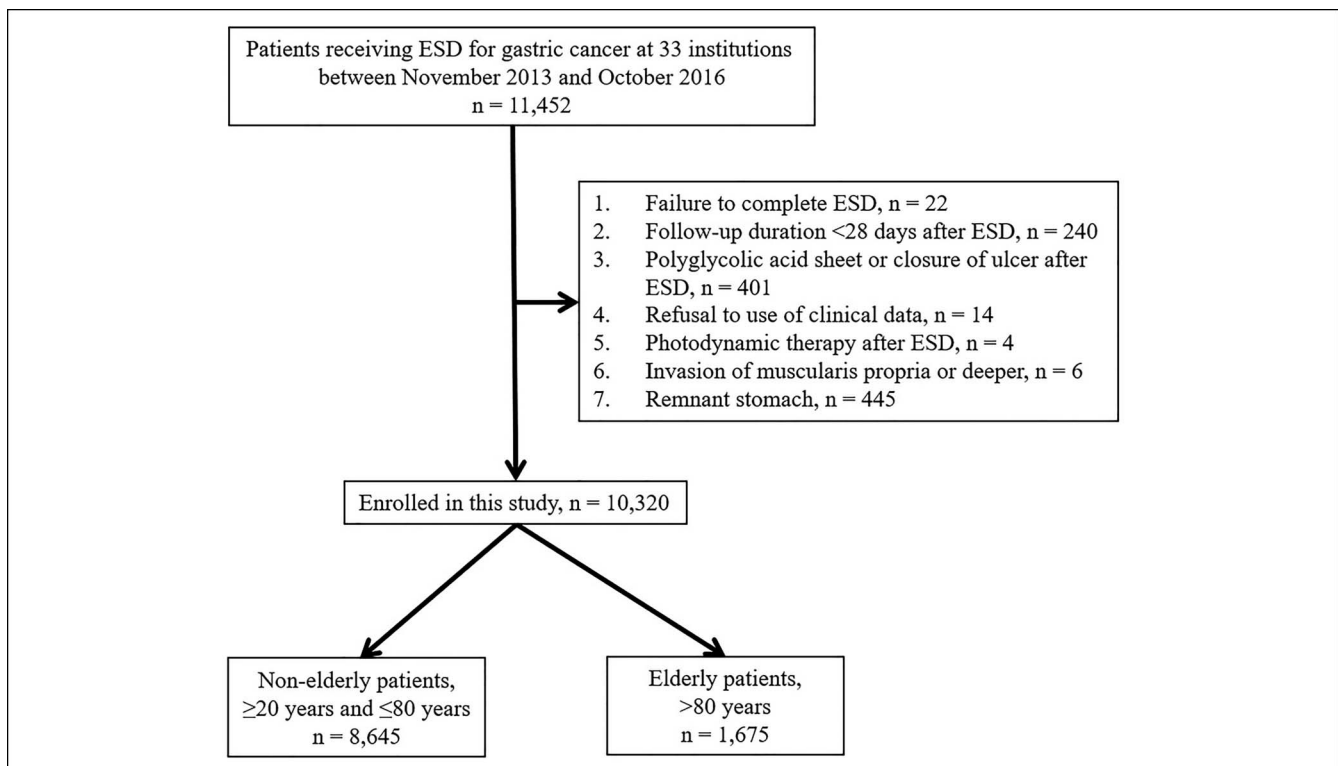 Patients receiving ESD for gastric cancer at 33 institutions
between November 2013 and October 2016
n = 11,452
1. Failure to complete ESD, n = 22
2. Follow-up duration <28 days after ESD, n = 240
3. Polyglycolic acid sheet or closure of ulcer after
ESD, n = 401
4. Refusal to use of clinical data, n = 14
5. Photodynamic therapy after ESD, n = 4
6. Invasion of muscularis propria or deeper, n = 6
7. Remnant stomach, n = 445
Enrolled in this study, n = 10,320
Non-elderly patients,
≥20 years and ≤80 years
n = 8,645
Elderly patients,
>80 years
n = 1,675